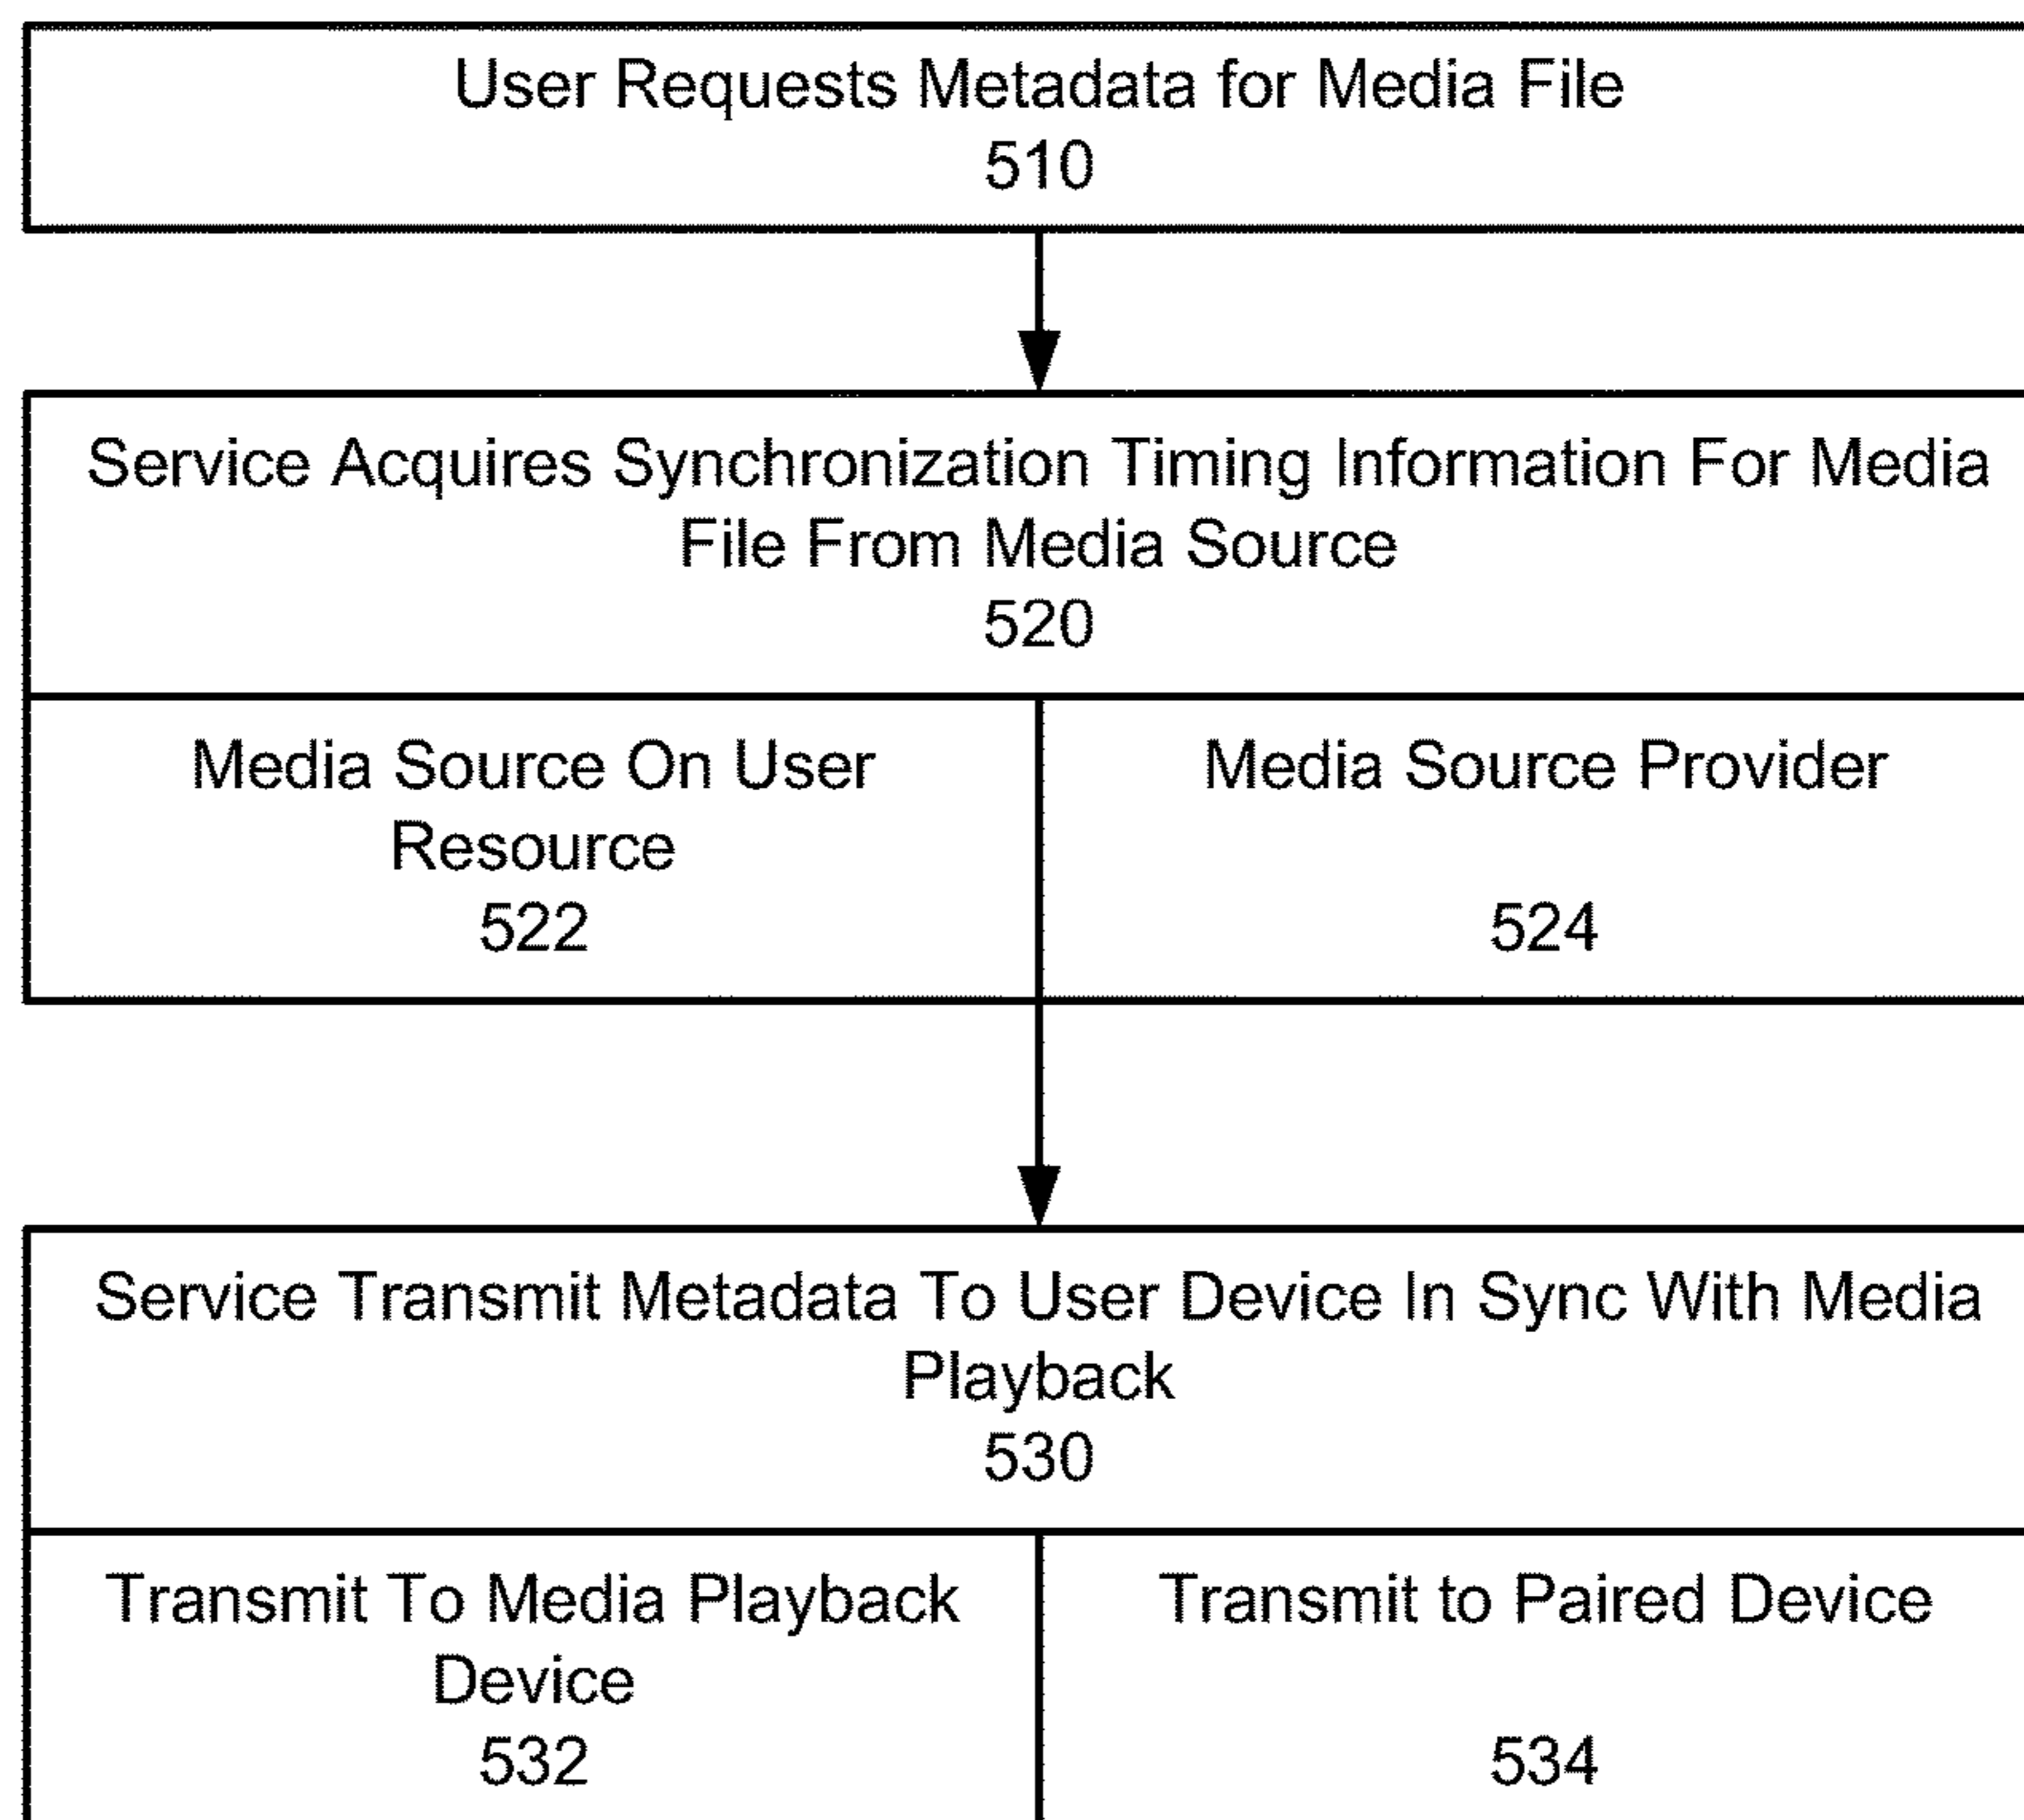 User Requests Metadata for Media File
510
Service Acquires Synchronization Timing Information For Media
File From Media Source
520
Media Source On User
Resource
522
Media Source Provider
524
Service Transmit Metadata To User Device In Sync With Media
Playback
530
Transmit To Media Playback
Device
532
Transmit to Paired Device
534